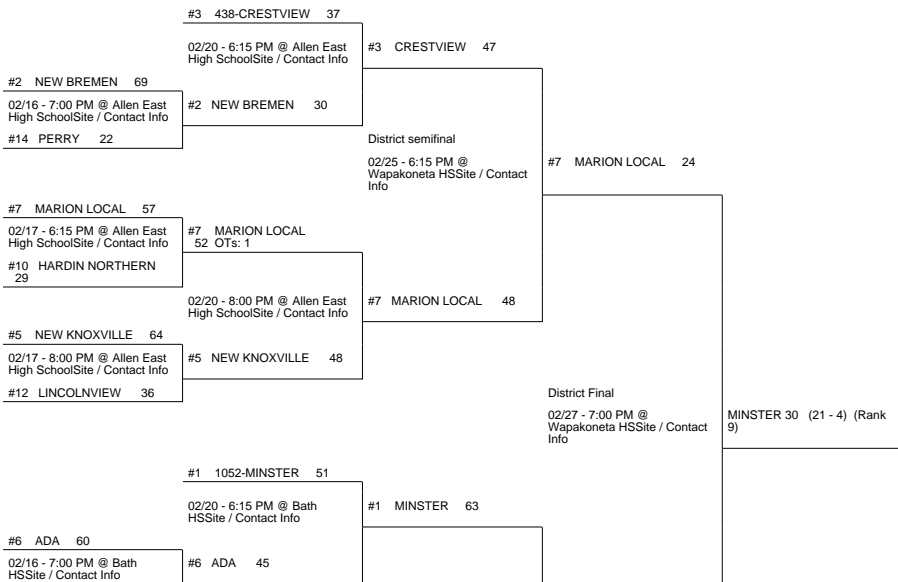 #3 438-CRESTVIEW 37
02/20 - 6:15 PM @ Allen East
High SchoolSite / Contact Info
#3 CRESTVIEW 47
#2 NEW BREMEN 69
02/16 - 7:00 PM @ Allen East
High SchoolSite / Contact Info
#2 NEW BREMEN 30
#14 PERRY 22
District semifinal
02/25 - 6:15 PM @
Wapakoneta HSSite / Contact
Info
#7 MARION LOCAL 24
#7 MARION LOCAL 57
02/17 - 6:15 PM @ Allen East
High SchoolSite / Contact Info
#7 MARION LOCAL
52 OTs: 1
#10 HARDIN NORTHERN
29
02/20 - 8:00 PM @ Allen East
High SchoolSite / Contact Info
#7 MARION LOCAL 48
#5 NEW KNOXVILLE 64
02/17 - 8:00 PM @ Allen East
High SchoolSite / Contact Info
#5 NEW KNOXVILLE 48
#12 LINCOLNVIEW 36
District Final
02/27 - 7:00 PM @
Wapakoneta HSSite / Contact
Info
MINSTER 30 (21 - 4) (Rank
9)
#1 1052-MINSTER 51
02/20 - 6:15 PM @ Bath
HSSite / Contact Info
#1 MINSTER 63
#6 ADA 60
02/16 - 7:00 PM @ Bath
HSSite / Contact Info
#6 ADA 45